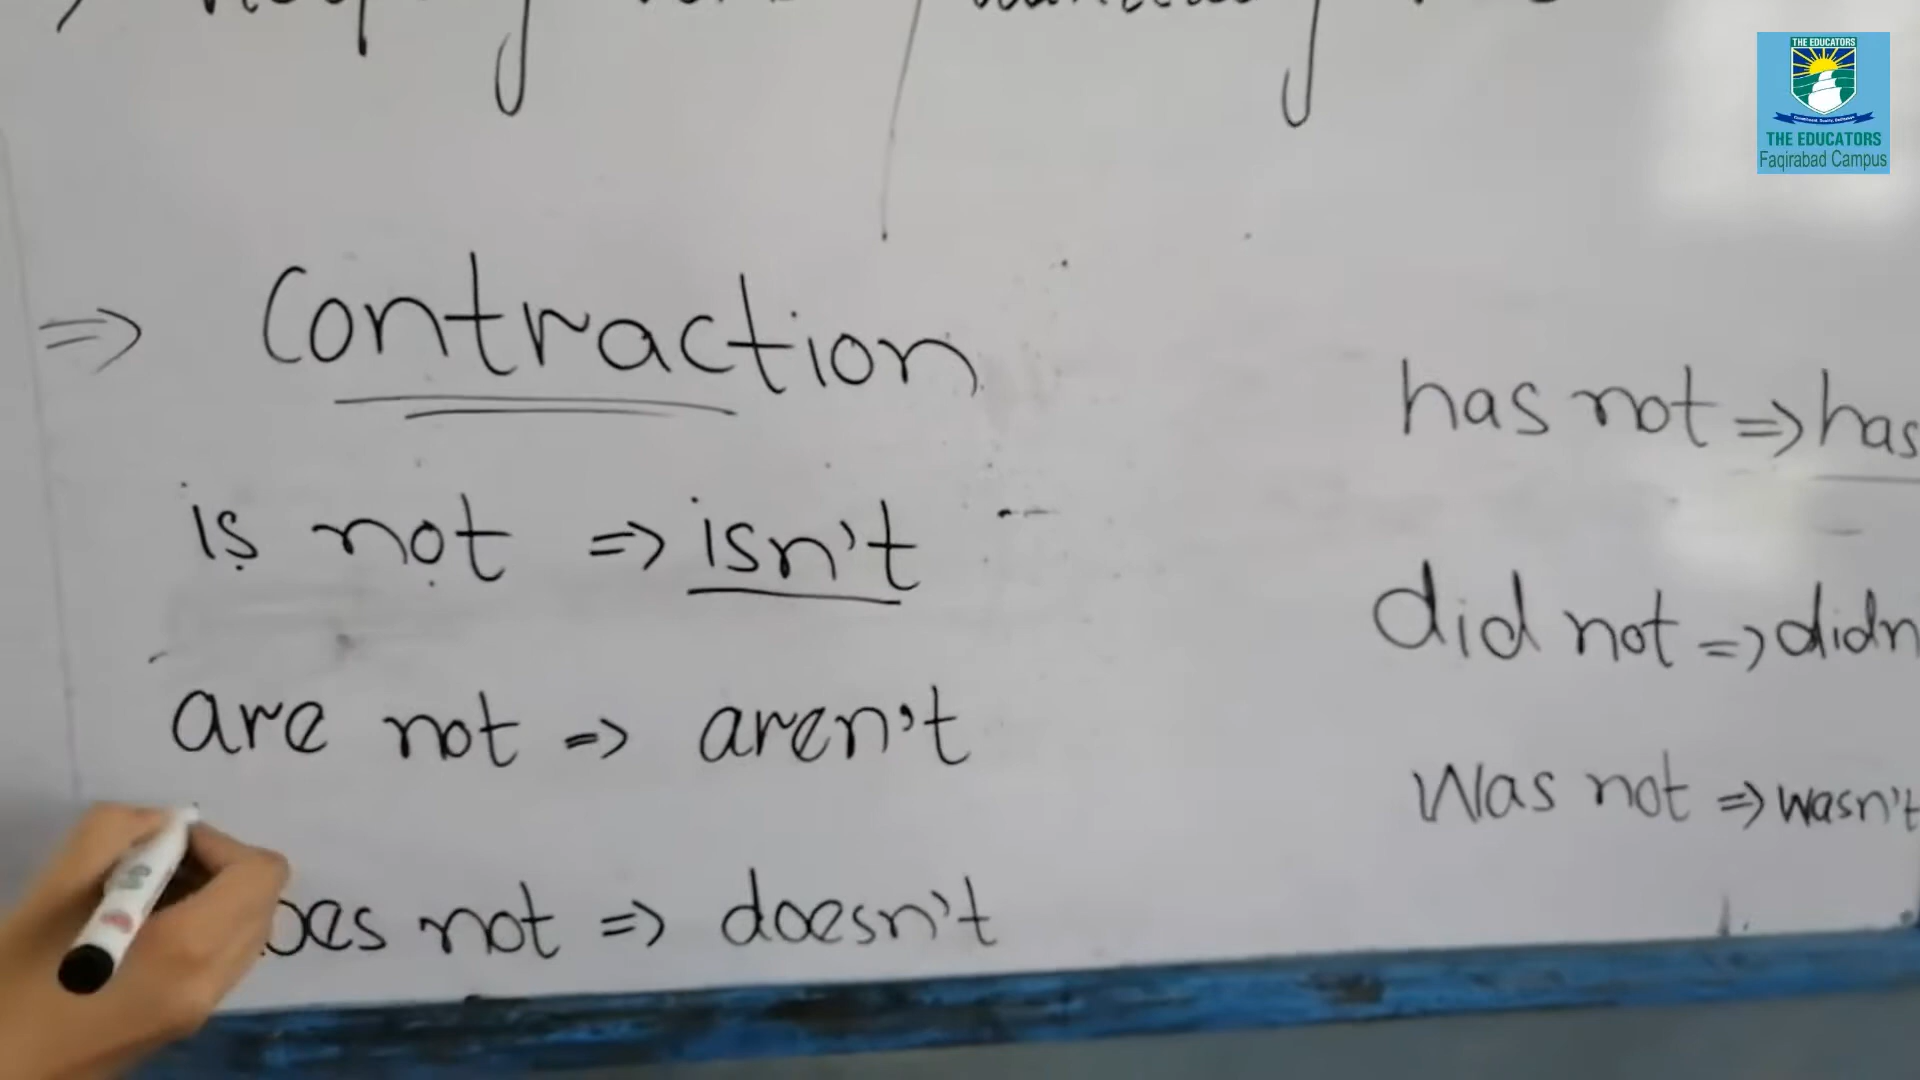 ⇒ Contraction
is not ⇒ isn't
are not ⇒ aren't
oes not ⇒ doesn't
has not ⇒ has
did not ⇒ didn
Was not ⇒ wasn't
THE EDUCATORS
THE EDUCATORS
Faqirabad Campus